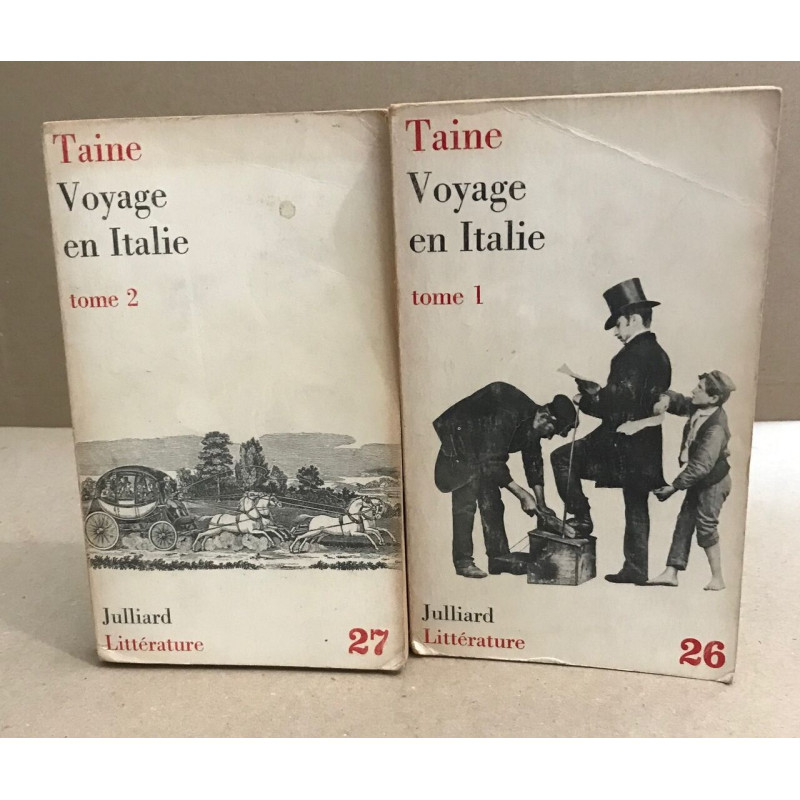 Taine
Voyage
en Italie
tome 2
Julliard
Littérature
27
Taine
Voyage
en Italie
tome 1
Julliard
Littérature
26